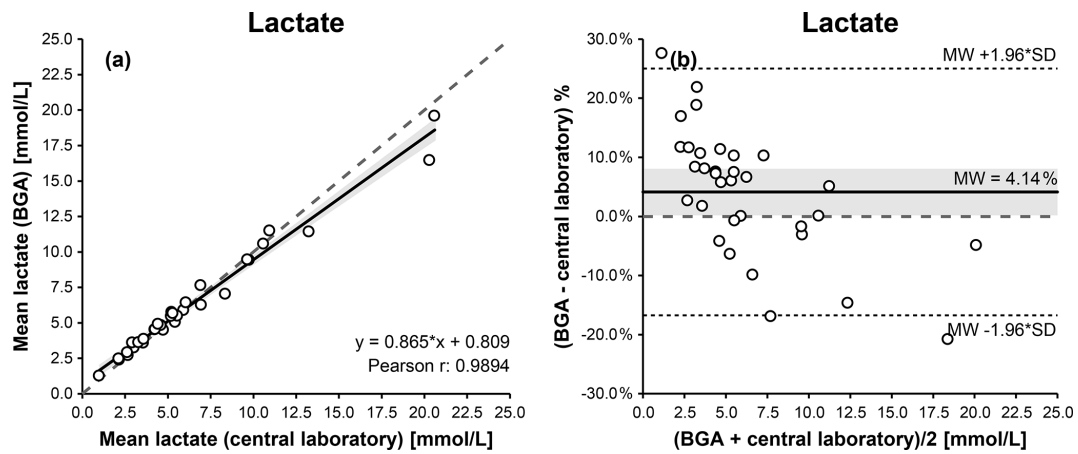 Lactate
(a)
Mean lactate (BGA) [mmol/L]
25.0
22.5
20.0
17.5
15.0
12.5
10.0
7.5
5.0
2.5
0.0
y = 0.865*x + 0.809
Pearson r: 0.9894
0.0 2.5 5.0 7.5 10.0 12.5 15.0 17.5 20.0 22.5 25.0
Mean lactate (central laboratory) [mmol/L]
Lactate
(b)
(BGA - central laboratory) %
30.0%
20.0%
10.0%
0.0%
-10.0%
-20.0%
-30.0%
MW +1.96*SD
MW = 4.14%
MW -1.96*SD
0.0 2.5 5.0 7.5 10.0 12.5 15.0 17.5 20.0 22.5 25.0
(BGA + central laboratory)/2 [mmol/L]